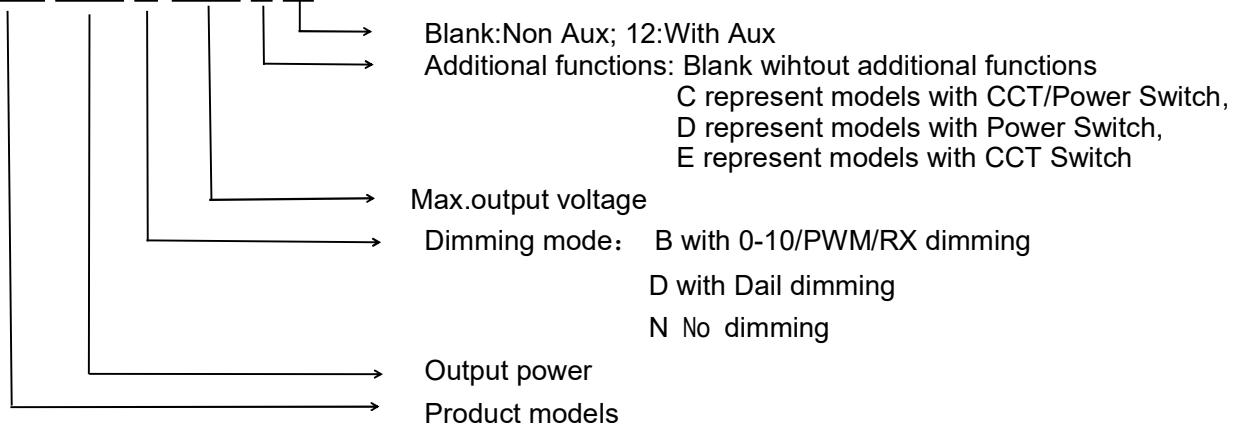 Blank:Non Aux; 12:With Aux
Additional functions: Blank wihtout additional functions
C represent models with CCT/Power Switch,
D represent models with Power Switch,
E represent models with CCT Switch
Max.output voltage
Dimming mode： B with 0-10/PWM/RX dimming
D with Dail dimming
N No dimming
Output power
Product models